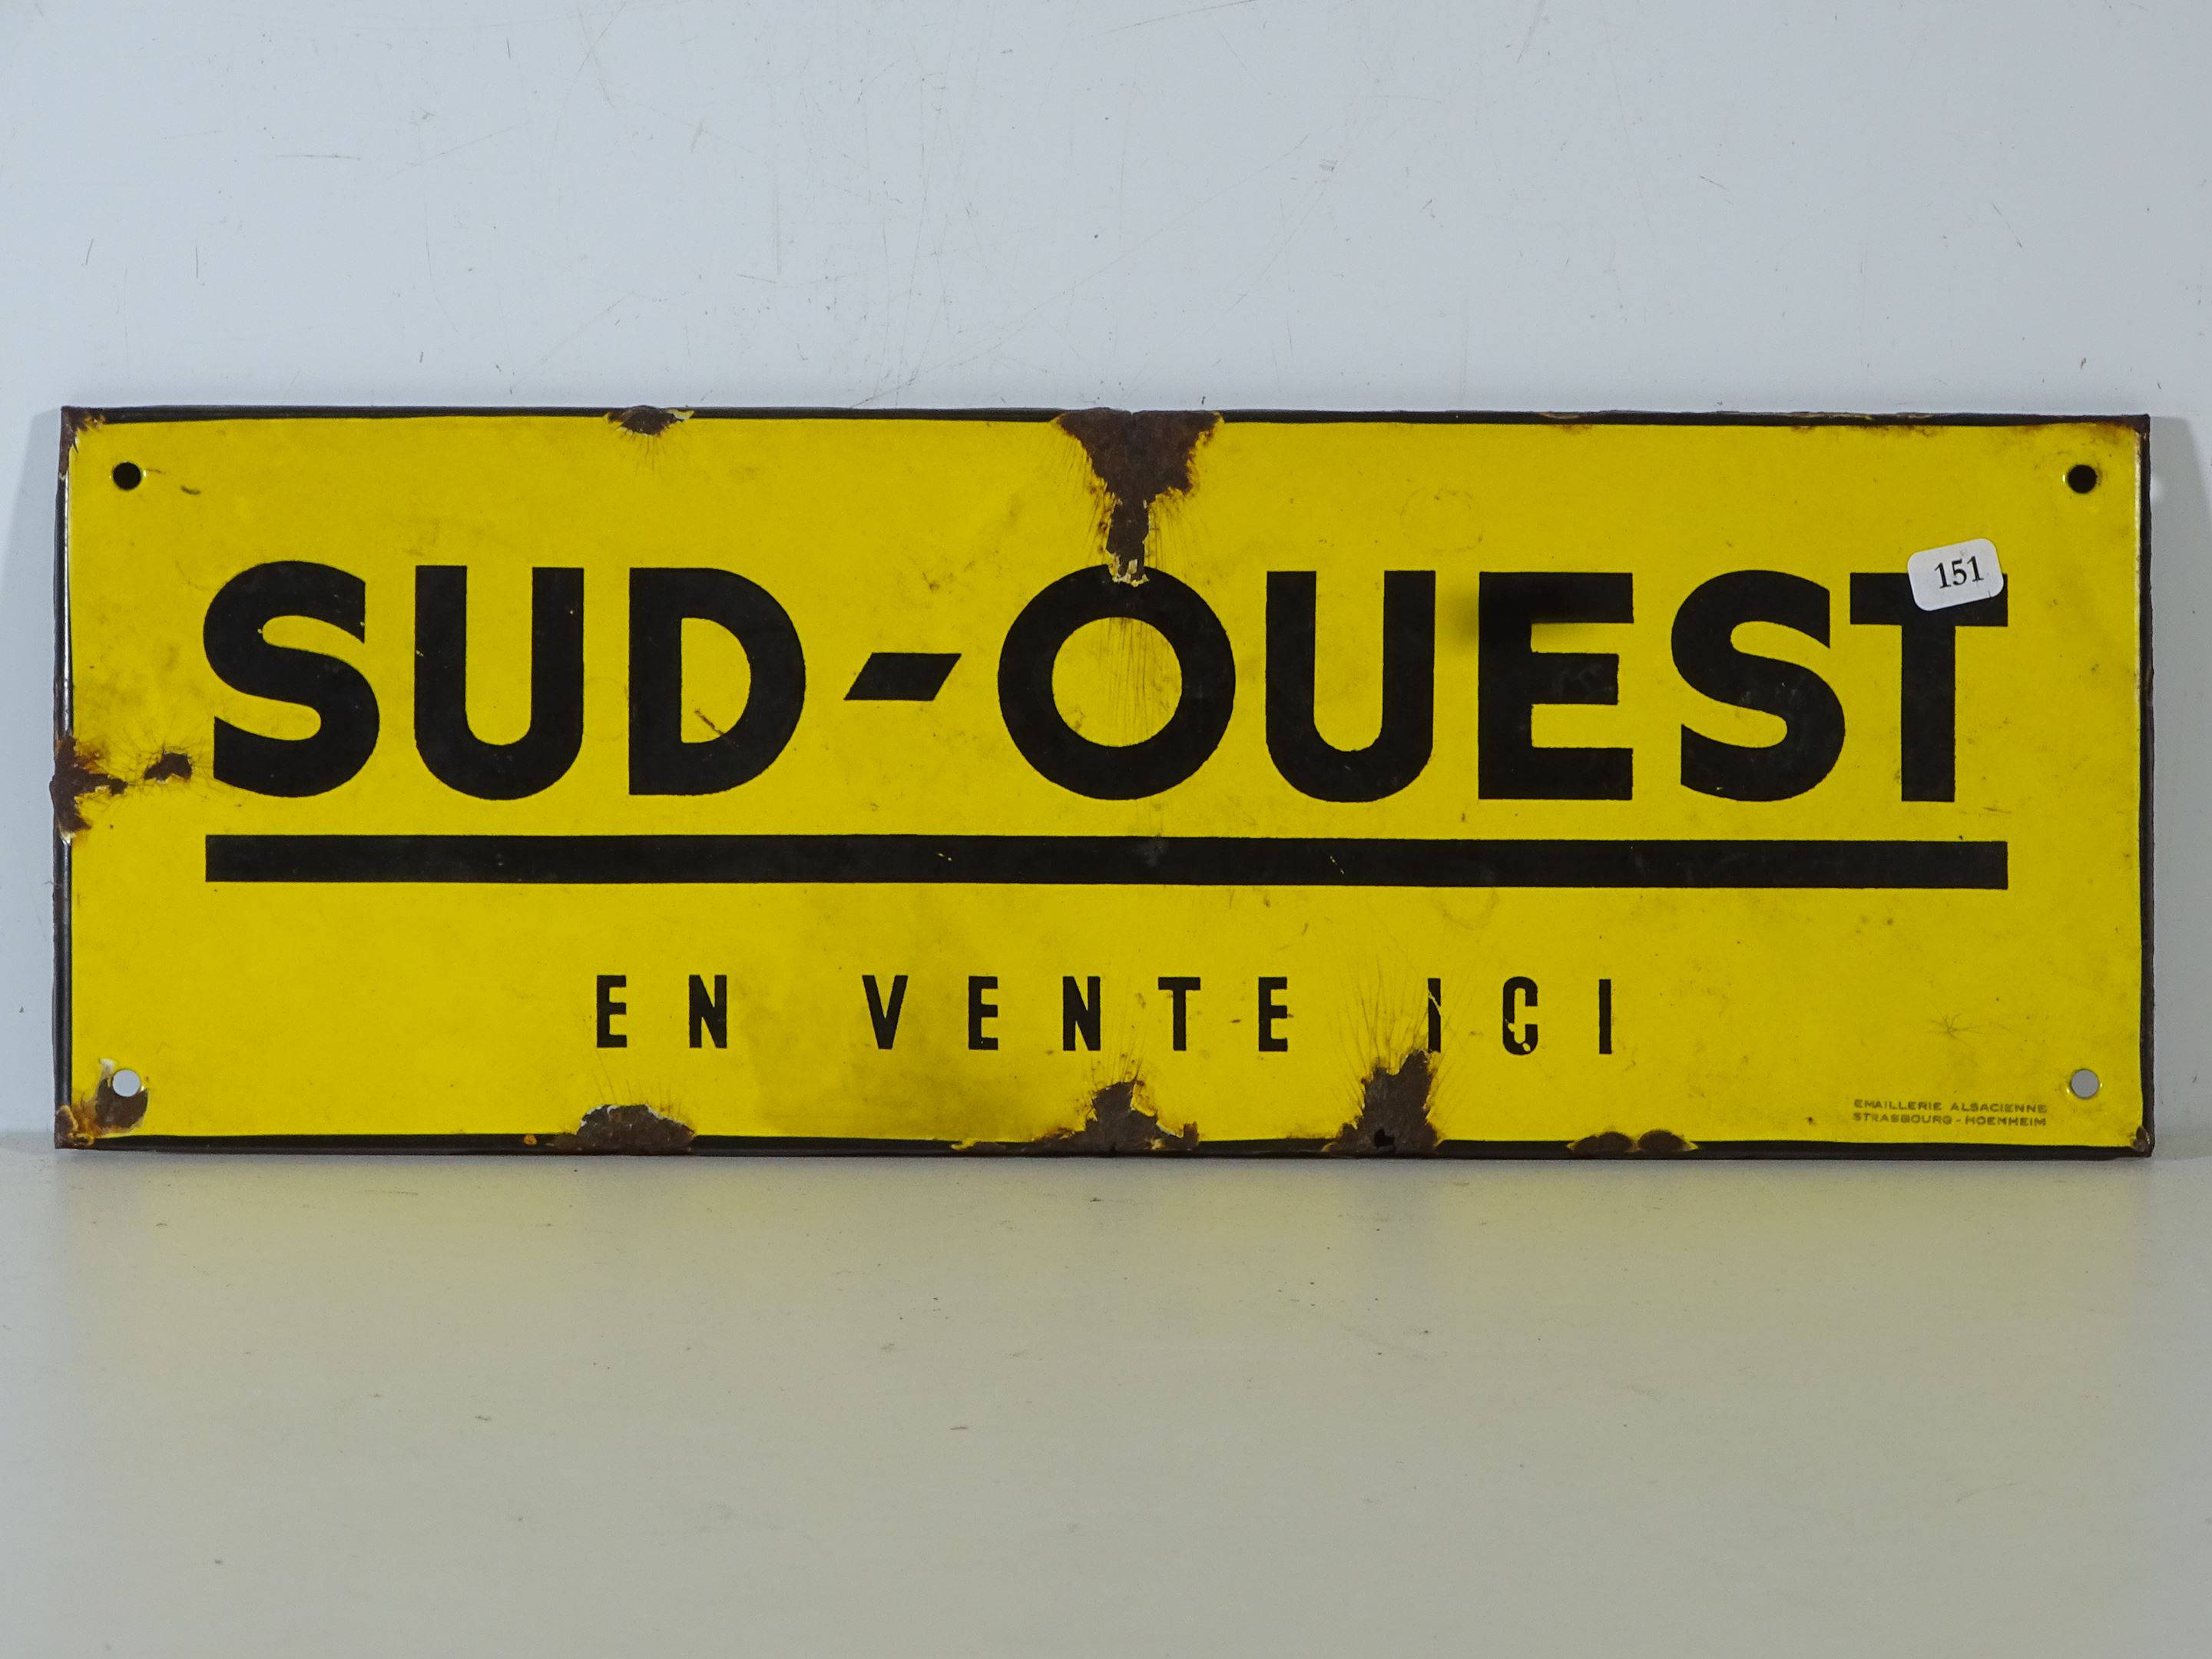 SUD-OUEST
151
EN VENTE ICI
EMAILLERIE ALSACIENNE
STRASBOURG - HOENHEIM